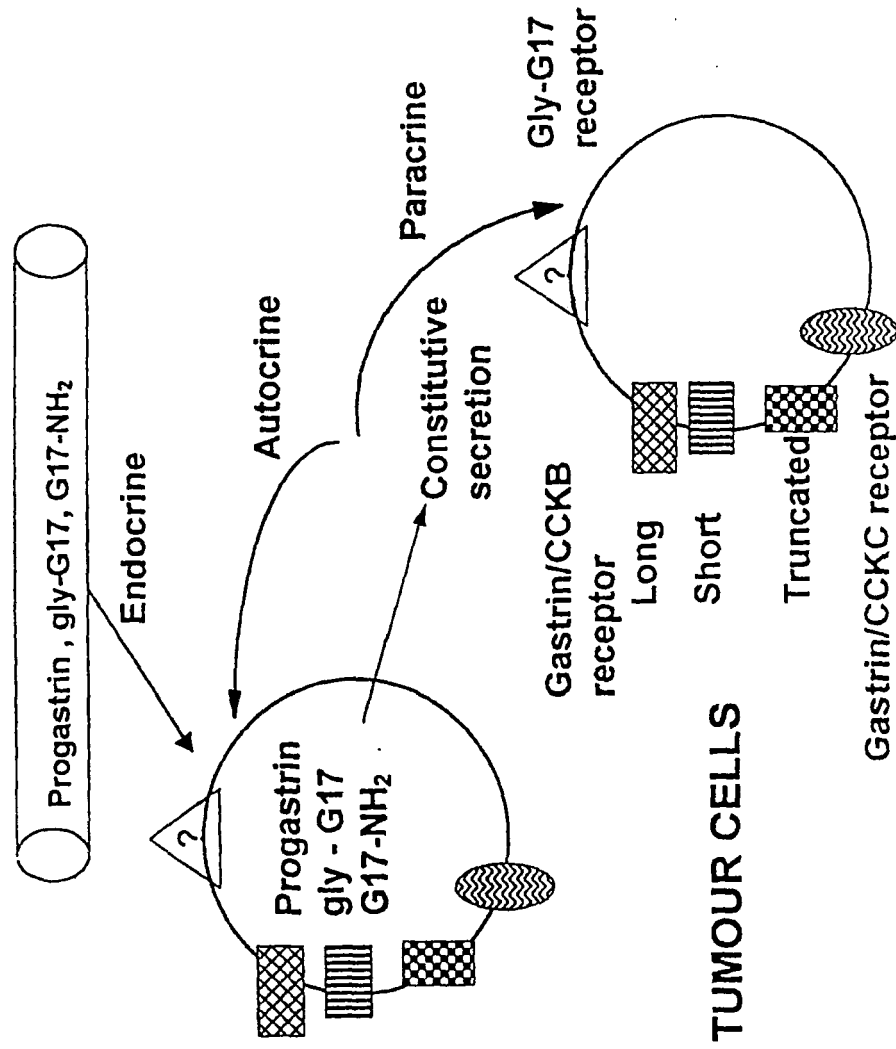 Progastrin , gly-G17, G17-NH₂
Endocrine
Autocrine
Paracrine
?
Progastrin
gly - G17
G17-NH₂
Constitutive
secretion
Gly-G17
receptor
?
Gastrin/CCKB
receptor
Long
Short
Truncated
Gastrin/CCKC receptor
TUMOUR CELLS